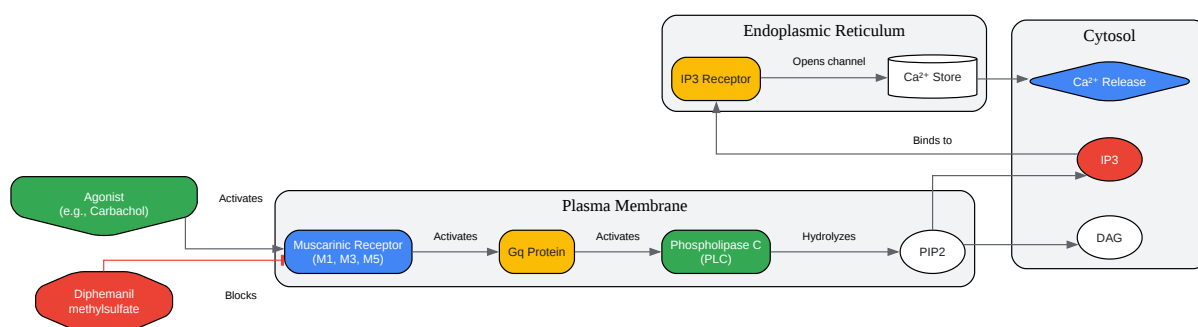 Endoplasmic Reticulum
Cytosol
IP3 Receptor
Opens channel
Ca²⁺ Store
Ca²⁺ Release
Binds to
IP3
Agonist
(e.g., Carbachol)
Activates
Plasma Membrane
Muscarinic Receptor
(M1, M3, M5)
Activates
Gq Protein
Activates
Phospholipase C
(PLC)
Hydrolyzes
PIP2
DAG
Diphemanil
methylsulfate
Blocks